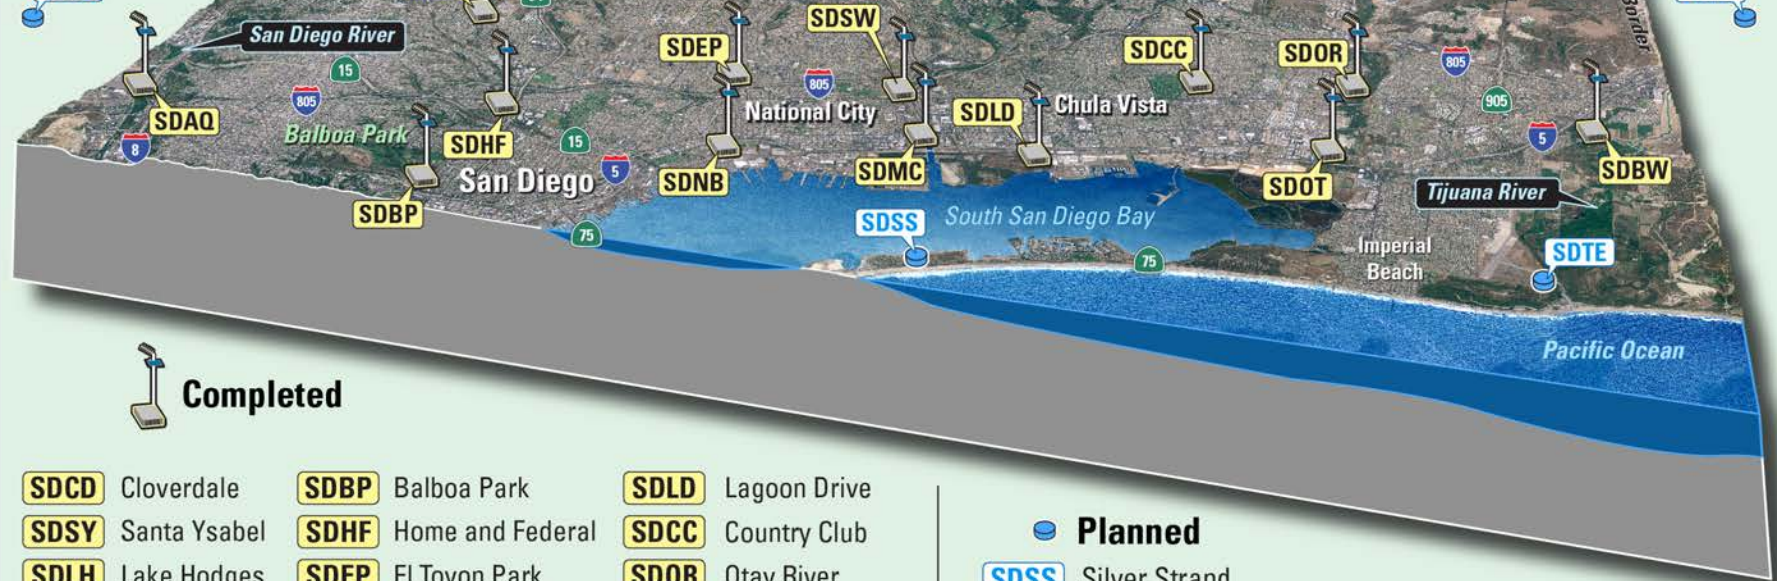 San Diego River
15
805
SDAQ
8
Balboa Park
SDHF
SDBP
San Diego
15
5
SDEP
SDSW
805
National City
SDNB
SDMC
SDLD
Chula Vista
SDCC
SDOR
SDOT
805
905
5
SDBW
Border
Tijuana River
75
SDSS
South San Diego Bay
75
Imperial
Beach
SDTE
Pacific Ocean
Completed
SDCD Cloverdale
SDSY Santa Ysabel
SDLH Lake Hodges
SDBP Balboa Park
SDHF Home and Federal
SDEP El Toyon Park
SDLD Lagoon Drive
SDCC Country Club
SDOR Otay River
Planned
SDSS Silver Strand